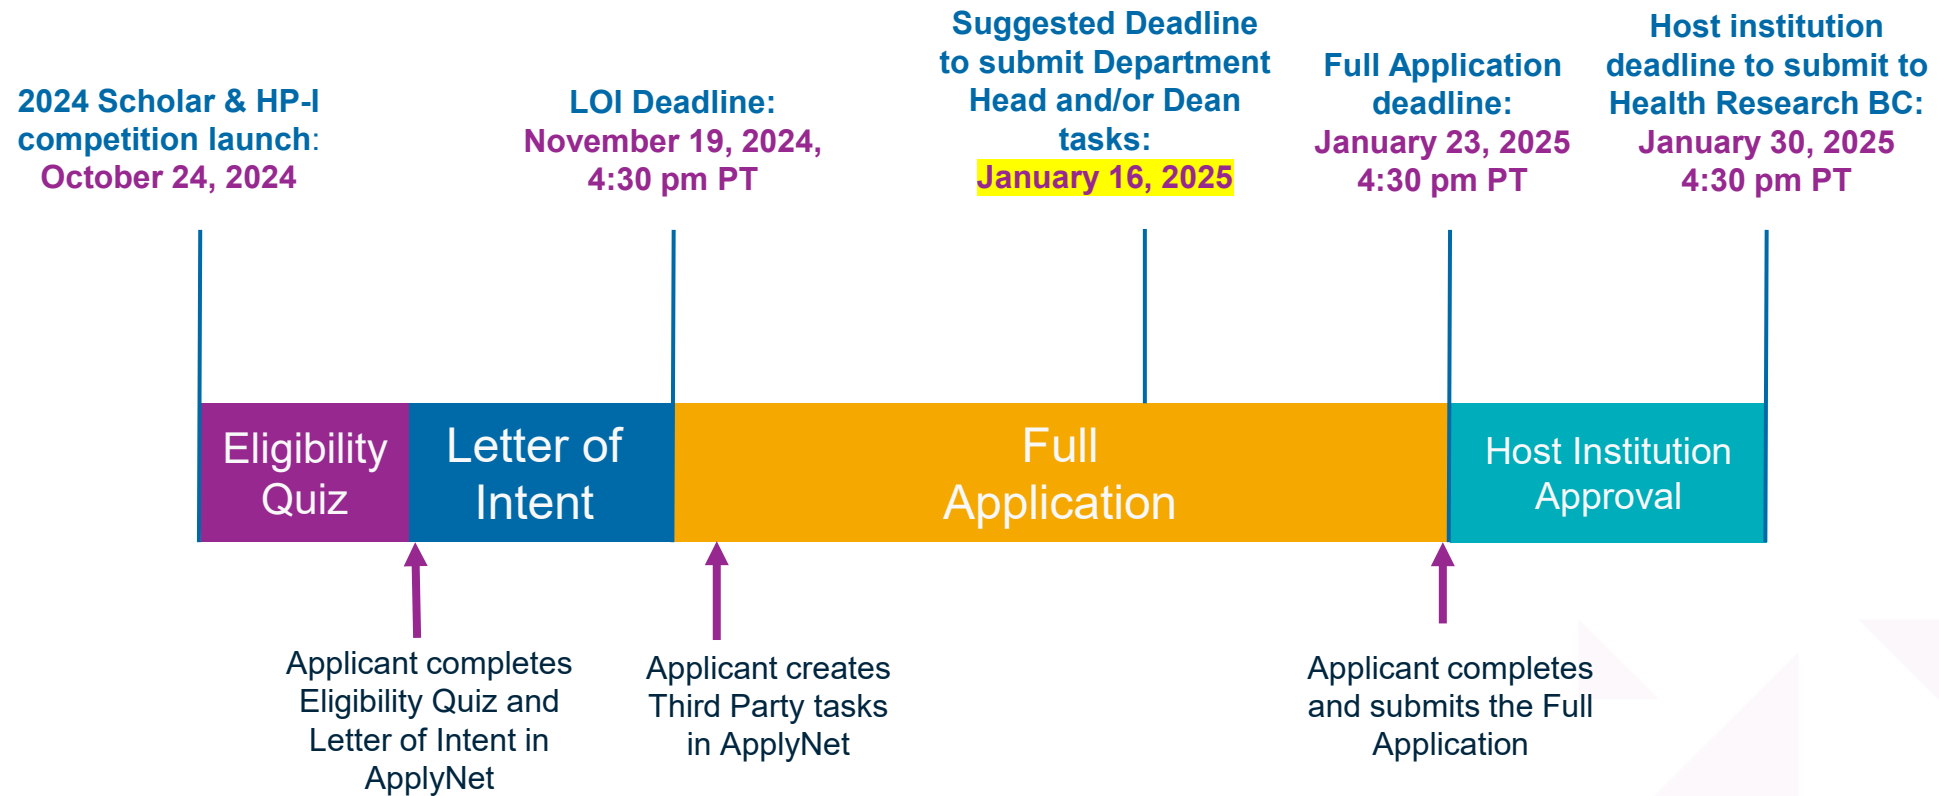 2024 Scholar & HP-I
competition launch:
October 24, 2024
LOI Deadline:
November 19, 2024,
4:30 pm PT
Suggested Deadline
to submit Department
Head and/or Dean
tasks:
January 16, 2025
Full Application
deadline:
January 23, 2025
4:30 pm PT
Host institution
deadline to submit to
Health Research BC:
January 30, 2025
4:30 pm PT
Eligibility
Quiz
Letter of
Intent
Full
Application
Host Institution
Approval
Applicant completes
Eligibility Quiz and
Letter of Intent in
ApplyNet
Applicant creates
Third Party tasks
in ApplyNet
Applicant completes
and submits the Full
Application